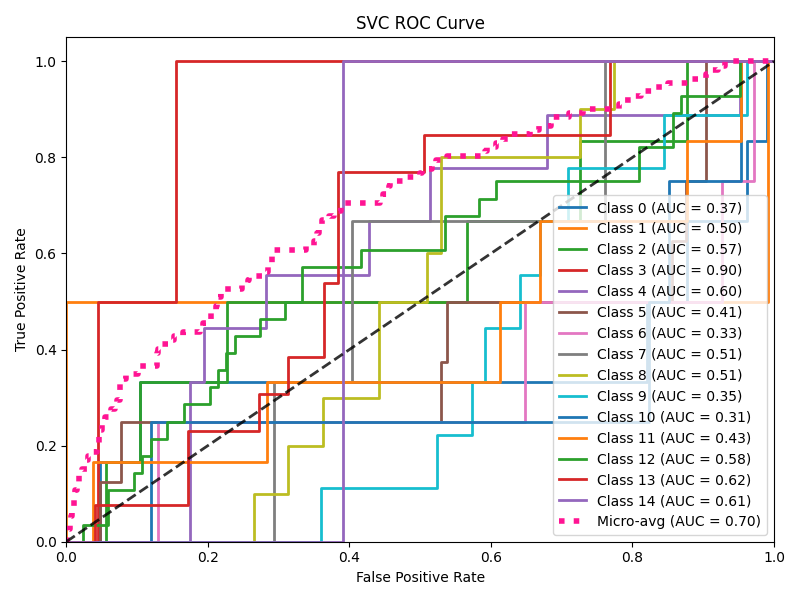 SVC ROC Curve
True Positive Rate
1.0
0.8
0.6
0.4
0.2
0.0
0.0
0.2
0.4
0.6
0.8
1.0
False Positive Rate
Class 0 (AUC = 0.37)
Class 1 (AUC = 0.50)
Class 2 (AUC = 0.57)
Class 3 (AUC = 0.90)
Class 4 (AUC = 0.60)
Class 5 (AUC = 0.41)
Class 6 (AUC = 0.33)
Class 7 (AUC = 0.51)
Class 8 (AUC = 0.51)
Class 9 (AUC = 0.35)
Class 10 (AUC = 0.31)
Class 11 (AUC = 0.43)
Class 12 (AUC = 0.58)
Class 13 (AUC = 0.62)
Class 14 (AUC = 0.61)
Micro-avg (AUC = 0.70)